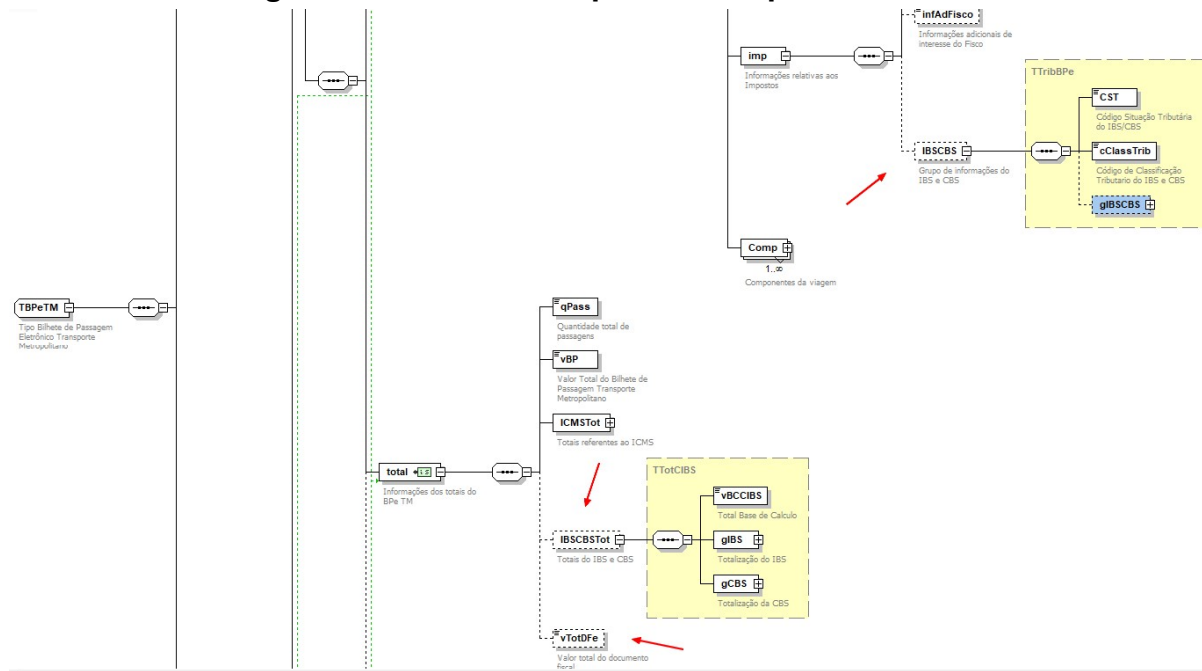 infAdFisco
Informações adicionais de
interesse do Fisco
imp
Informações relativas aos
Impostos
TTribBPe
CST
Código Situação Tributária
do IBS/CBS
IBSCBS
Grupo de informações do
IBS e CBS
cClassTrib
Código de Classificação
Tributario do IBS e CBS
gIBSCBS
Comp
1..∞
Componentes da viagem
TBPeTM
Tipo Bilhete de Passagem
Eletrônico Transporte
Metropolitano
qPass
Quantidade total de
passagens
vBP
Valor Total do Bilhete de
Passagem Transporte
Metropolitano
ICMSTot
Totais referentes ao ICMS
total
Informações dos totais do
BPe TM
TTotCIBS
vBCCIBS
Total Base de Calculo
IBSCBSTot
Totais do IBS e CBS
gIBS
Totalização do IBS
gCBS
Totalização da CBS
vTotDFe
Valor total do documento
fiscal